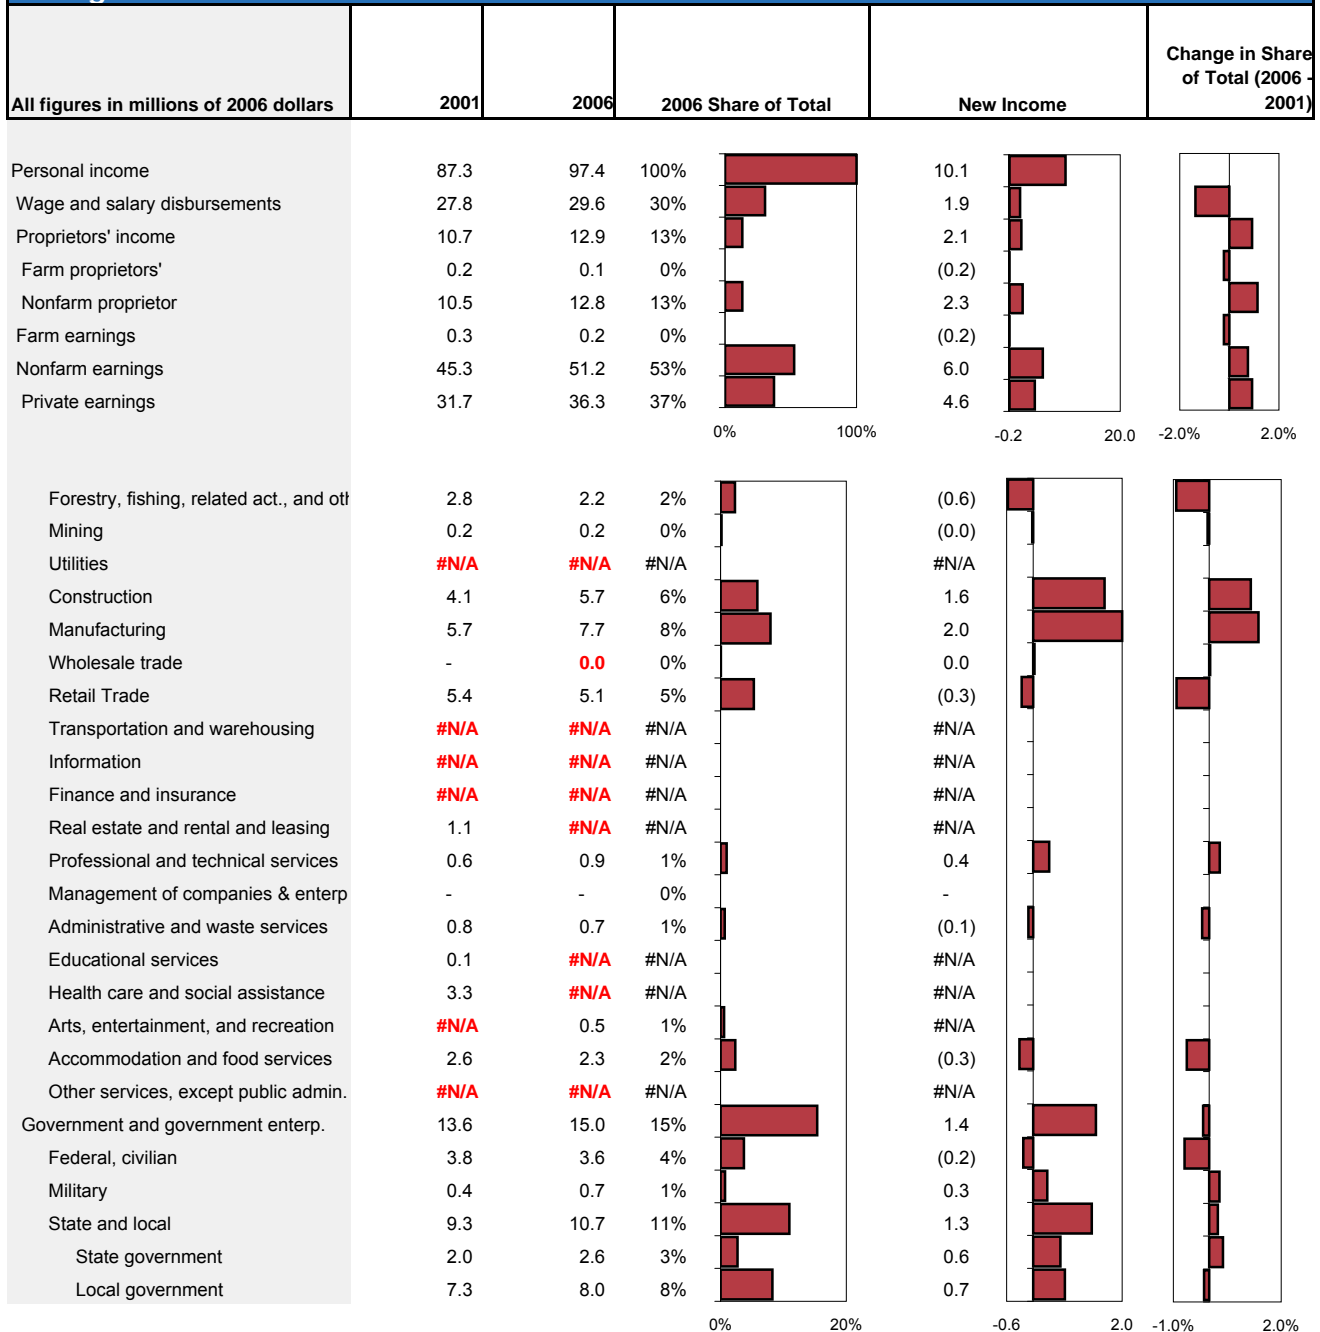 All figures in millions of 2006 dollars 2001 2006 2006 Share of Total New Income Change in Share of Total (2006 - 2001)
Personal income 87.3 97.4 100% 10.1
Wage and salary disbursements 27.8 29.6 30% 1.9
Proprietors' income 10.7 12.9 13% 2.1
Farm proprietors' 0.2 0.1 0% (0.2)
Nonfarm proprietor 10.5 12.8 13% 2.3
Farm earnings 0.3 0.2 0% (0.2)
Nonfarm earnings 45.3 51.2 53% 6.0
Private earnings 31.7 36.3 37% 4.6
0% 100% -0.2 20.0 -2.0% 2.0%
Forestry, fishing, related act., and oth 2.8 2.2 2% (0.6)
Mining 0.2 0.2 0% (0.0)
Utilities #N/A #N/A #N/A #N/A
Construction 4.1 5.7 6% 1.6
Manufacturing 5.7 7.7 8% 2.0
Wholesale trade - 0.0 0% 0.0
Retail Trade 5.4 5.1 5% (0.3)
Transportation and warehousing #N/A #N/A #N/A #N/A
Information #N/A #N/A #N/A #N/A
Finance and insurance #N/A #N/A #N/A #N/A
Real estate and rental and leasing 1.1 #N/A #N/A #N/A
Professional and technical services 0.6 0.9 1% 0.4
Management of companies & enterp - - 0% -
Administrative and waste services 0.8 0.7 1% (0.1)
Educational services 0.1 #N/A #N/A #N/A
Health care and social assistance 3.3 #N/A #N/A #N/A
Arts, entertainment, and recreation #N/A 0.5 1% #N/A
Accommodation and food services 2.6 2.3 2% (0.3)
Other services, except public admin. #N/A #N/A #N/A #N/A
Government and government enterp. 13.6 15.0 15% 1.4
Federal, civilian 3.8 3.6 4% (0.2)
Military 0.4 0.7 1% 0.3
State and local 9.3 10.7 11% 1.3
State government 2.0 2.6 3% 0.6
Local government 7.3 8.0 8% 0.7
0% 20% -0.6 2.0 -1.0% 2.0%